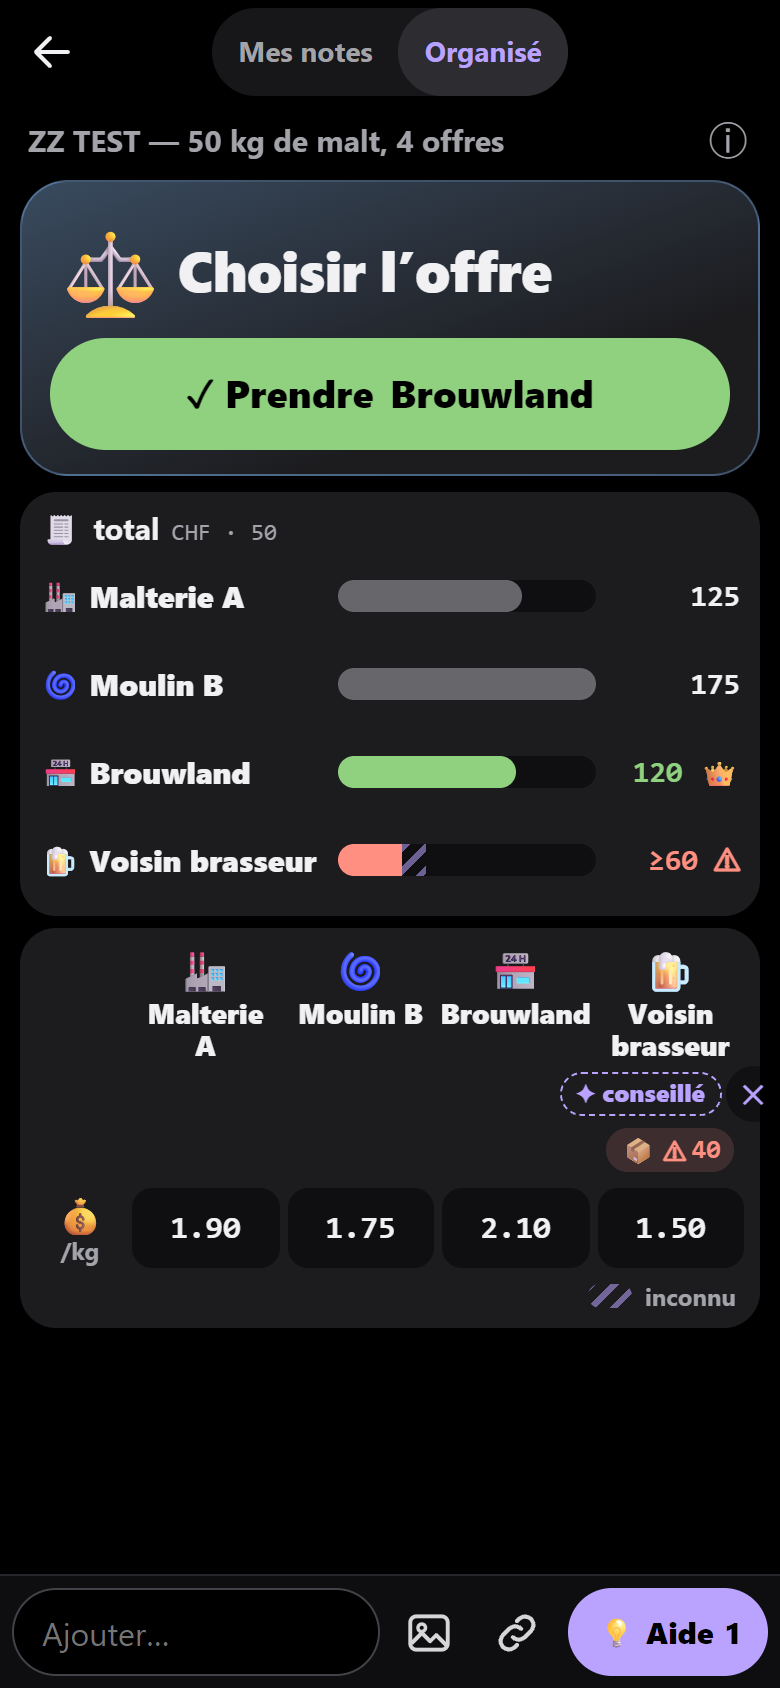 Mes notes
Organisé
ZZ TEST — 50 kg de malt, 4 offres
Choisir l’offre
✓ Prendre Brouwland
total CHF · 50
Malterie A 125
Moulin B 175
24H
Brouwland 120
Voisin brasseur ≥60 ⚠
24H
Malterie A
Moulin B
Brouwland
Voisin brasseur
✦ conseillé ✕
⚠ 40
$
/kg
1.90 1.75 2.10 1.50
inconnu
Ajouter...
Aide 1